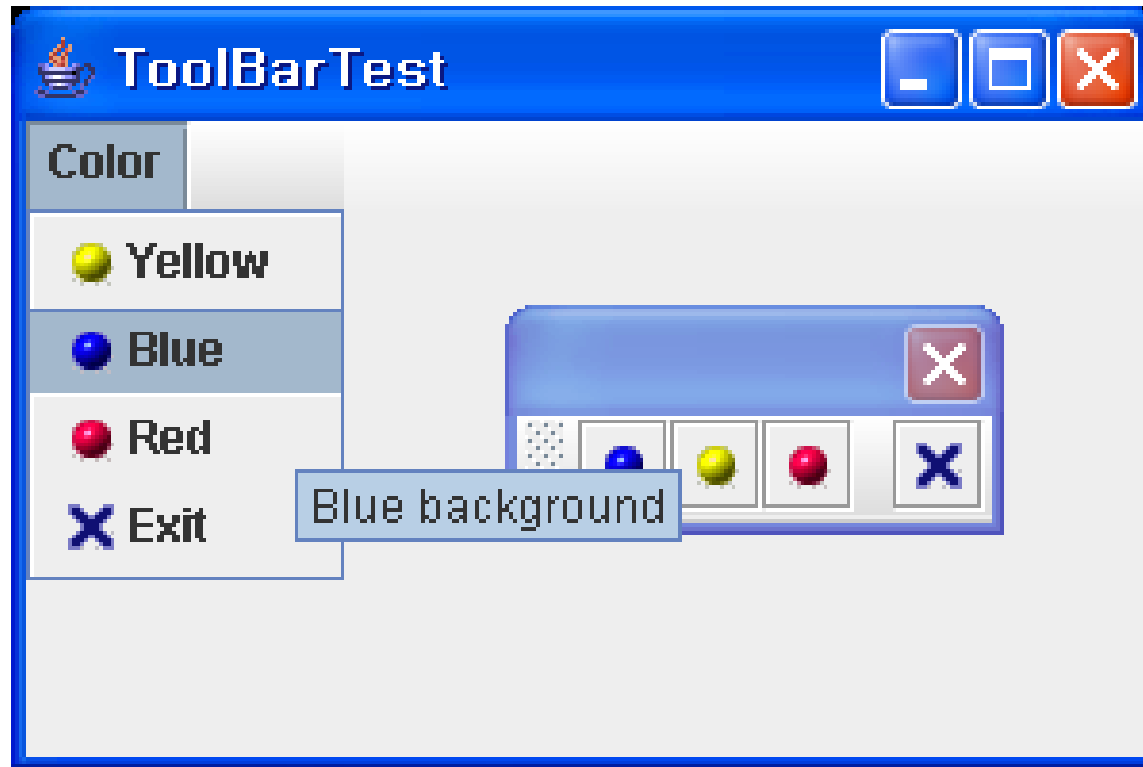 ToolBarTest
Color
Yellow
Blue
Red
Exit
Blue background